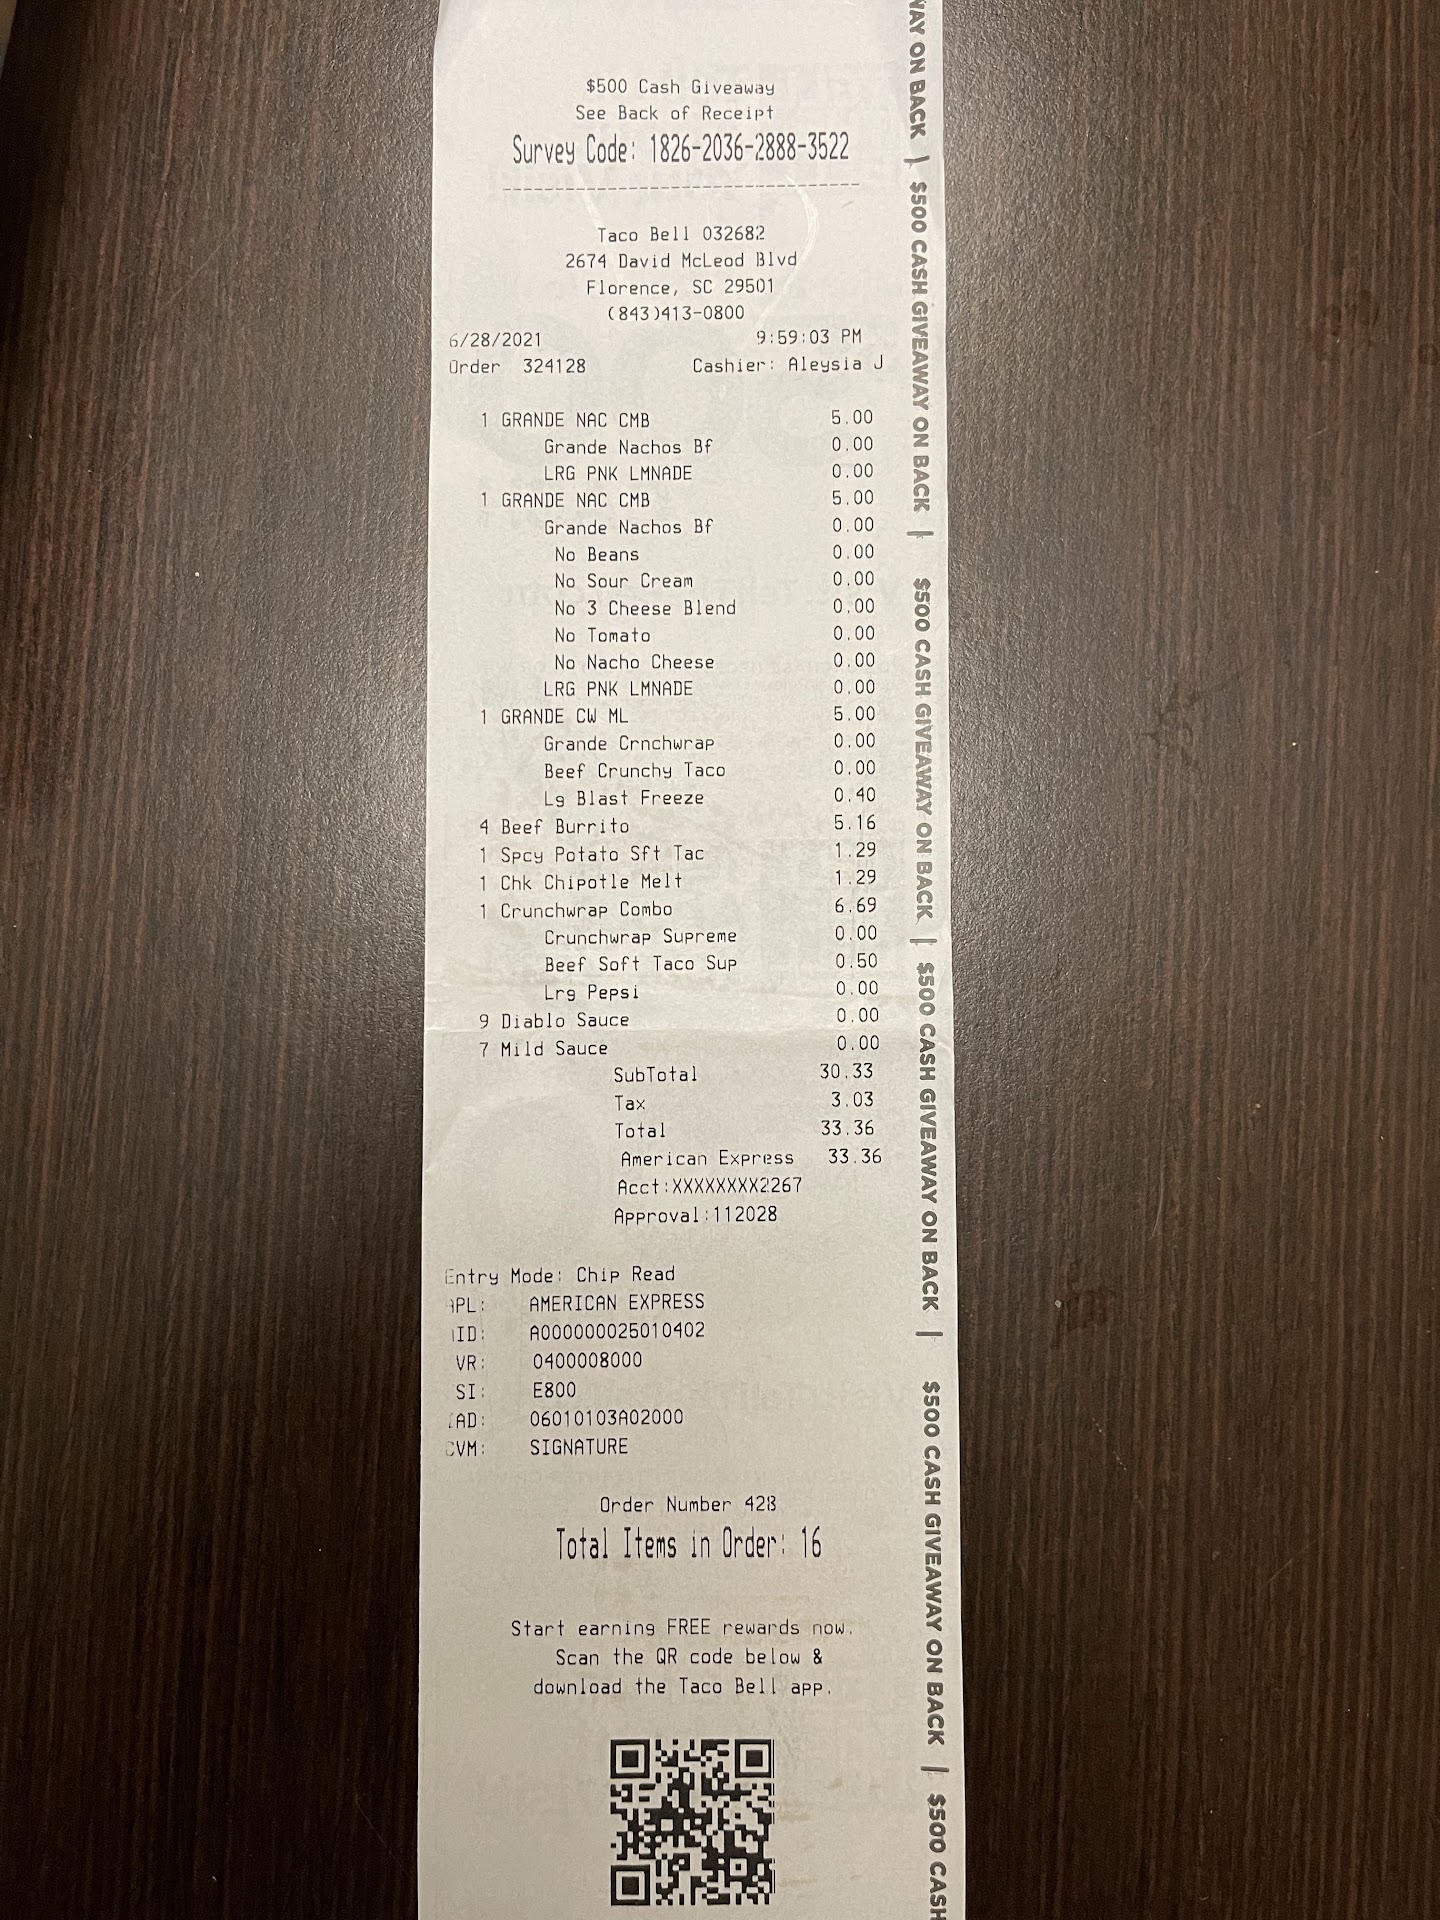 $500 Cash Giveaway
See Back of Receipt
Survey Code: 1826-2036-2888-3522
----------------------------------
Taco Bell 032682
2674 David McLeod Blvd
Florence, SC 29501
(843)413-0800
6/28/2021 9:59:03 PM
Order 324128 Cashier: Aleysia J
1 GRANDE NAC CMB 5.00
Grande Nachos Bf 0.00
LRG PNK LMNADE 0.00
1 GRANDE NAC CMB 5.00
Grande Nachos Bf 0.00
No Beans 0.00
No Sour Cream 0.00
No 3 Cheese Blend 0.00
No Tomato 0.00
No Nacho Cheese 0.00
LRG PNK LMNADE 0.00
1 GRANDE CW ML 5.00
Grande Crnchwrap 0.00
Beef Crunchy Taco 0.00
Lg Blast Freeze 0.40
4 Beef Burrito 5.16
1 Spcy Potato Sft Tac 1.29
1 Chk Chipotle Melt 1.29
1 Crunchwrap Combo 6.69
Crunchwrap Supreme 0.00
Beef Soft Taco Sup 0.50
Lrg Pepsi 0.00
9 Diablo Sauce 0.00
7 Mild Sauce 0.00
SubTotal 30.33
Tax 3.03
Total 33.36
American Express 33.36
Acct:XXXXXXXX2267
Approval:112028
Entry Mode: Chip Read
APL: AMERICAN EXPRESS
AID: A000000025010402
VR: 0400008000
SI: E800
IAD: 06010103A02000
CVM: SIGNATURE
Order Number 428
Total Items in Order: 16
Start earning FREE rewards now.
Scan the QR code below &
download the Taco Bell app.
WAY ON BACK | $500 CASH GIVEAWAY ON BACK | $500 CASH GIVEAWAY ON BACK | $500 CASH GIVEAWAY ON BACK | $500 CASH GIVEAWAY ON BACK | $500 CASH